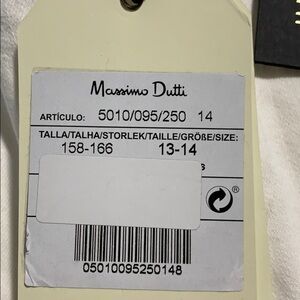 Massimo Dutti
ARTÍCULO: 5010/095/250 14
TALLA/TALHA/STORLEK/TAILLE/GRÖßE/SIZE:
158-166 13-14
S
®
05010095250148